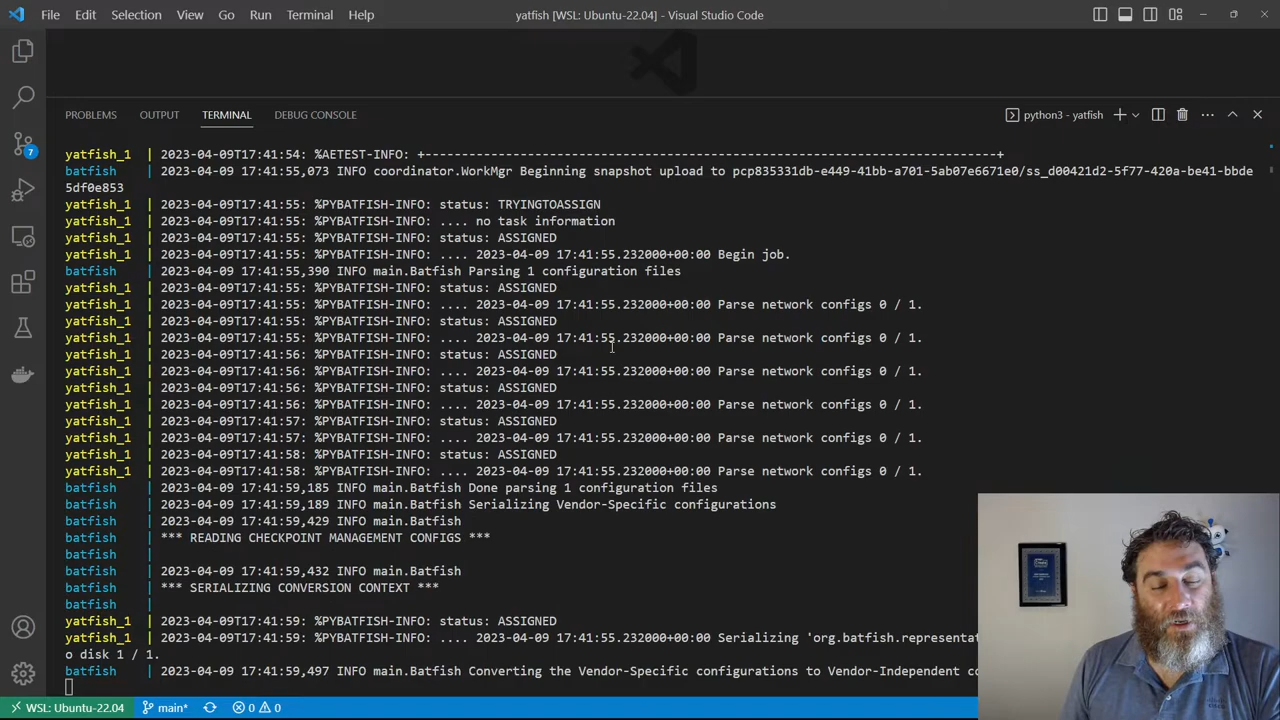 File Edit Selection View Go Run Terminal Help yatfish [WSL: Ubuntu-22.04] - Visual Studio Code
PROBLEMS OUTPUT TERMINAL DEBUG CONSOLE python3 - yatfish
yatfish_1 | 2023-04-09T17:41:54: %AETEST-INFO: +------------------------------------------------------------------------------+
batfish | 2023-04-09 17:41:55,073 INFO coordinator.WorkMgr Beginning snapshot upload to pcp835331db-e449-41bb-a701-5ab07e6671e0/ss_d00421d2-5f77-420a-be41-bbde
5df0e853
yatfish_1 | 2023-04-09T17:41:55: %PYBATFISH-INFO: status: TRYINGTOASSIGN
yatfish_1 | 2023-04-09T17:41:55: %PYBATFISH-INFO: .... no task information
yatfish_1 | 2023-04-09T17:41:55: %PYBATFISH-INFO: status: ASSIGNED
yatfish_1 | 2023-04-09T17:41:55: %PYBATFISH-INFO: .... 2023-04-09 17:41:55.232000+00:00 Begin job.
batfish | 2023-04-09 17:41:55,390 INFO main.Batfish Parsing 1 configuration files
yatfish_1 | 2023-04-09T17:41:55: %PYBATFISH-INFO: status: ASSIGNED
yatfish_1 | 2023-04-09T17:41:55: %PYBATFISH-INFO: .... 2023-04-09 17:41:55.232000+00:00 Parse network configs 0 / 1.
yatfish_1 | 2023-04-09T17:41:55: %PYBATFISH-INFO: status: ASSIGNED
yatfish_1 | 2023-04-09T17:41:55: %PYBATFISH-INFO: .... 2023-04-09 17:41:55.232000+00:00 Parse network configs 0 / 1.
yatfish_1 | 2023-04-09T17:41:56: %PYBATFISH-INFO: status: ASSIGNED
yatfish_1 | 2023-04-09T17:41:56: %PYBATFISH-INFO: .... 2023-04-09 17:41:55.232000+00:00 Parse network configs 0 / 1.
yatfish_1 | 2023-04-09T17:41:56: %PYBATFISH-INFO: status: ASSIGNED
yatfish_1 | 2023-04-09T17:41:56: %PYBATFISH-INFO: .... 2023-04-09 17:41:55.232000+00:00 Parse network configs 0 / 1.
yatfish_1 | 2023-04-09T17:41:57: %PYBATFISH-INFO: status: ASSIGNED
yatfish_1 | 2023-04-09T17:41:57: %PYBATFISH-INFO: .... 2023-04-09 17:41:55.232000+00:00 Parse network configs 0 / 1.
yatfish_1 | 2023-04-09T17:41:58: %PYBATFISH-INFO: status: ASSIGNED
yatfish_1 | 2023-04-09T17:41:58: %PYBATFISH-INFO: .... 2023-04-09 17:41:55.232000+00:00 Parse network configs 0 / 1.
batfish | 2023-04-09 17:41:59,185 INFO main.Batfish Done parsing 1 configuration files
batfish | 2023-04-09 17:41:59,189 INFO main.Batfish Serializing Vendor-Specific configurations
batfish | 2023-04-09 17:41:59,429 INFO main.Batfish
batfish | *** READING CHECKPOINT MANAGEMENT CONFIGS ***
batfish |
batfish | 2023-04-09 17:41:59,432 INFO main.Batfish
batfish | *** SERIALIZING CONVERSION CONTEXT ***
batfish |
yatfish_1 | 2023-04-09T17:41:59: %PYBATFISH-INFO: status: ASSIGNED
yatfish_1 | 2023-04-09T17:41:59: %PYBATFISH-INFO: .... 2023-04-09 17:41:55.232000+00:00 Serializing 'org.batfish.representat
o disk 1 / 1.
batfish | 2023-04-09 17:41:59,497 INFO main.Batfish Converting the Vendor-Specific configurations to Vendor-Independent co
7
WSL: Ubuntu-22.04 main* 0 0